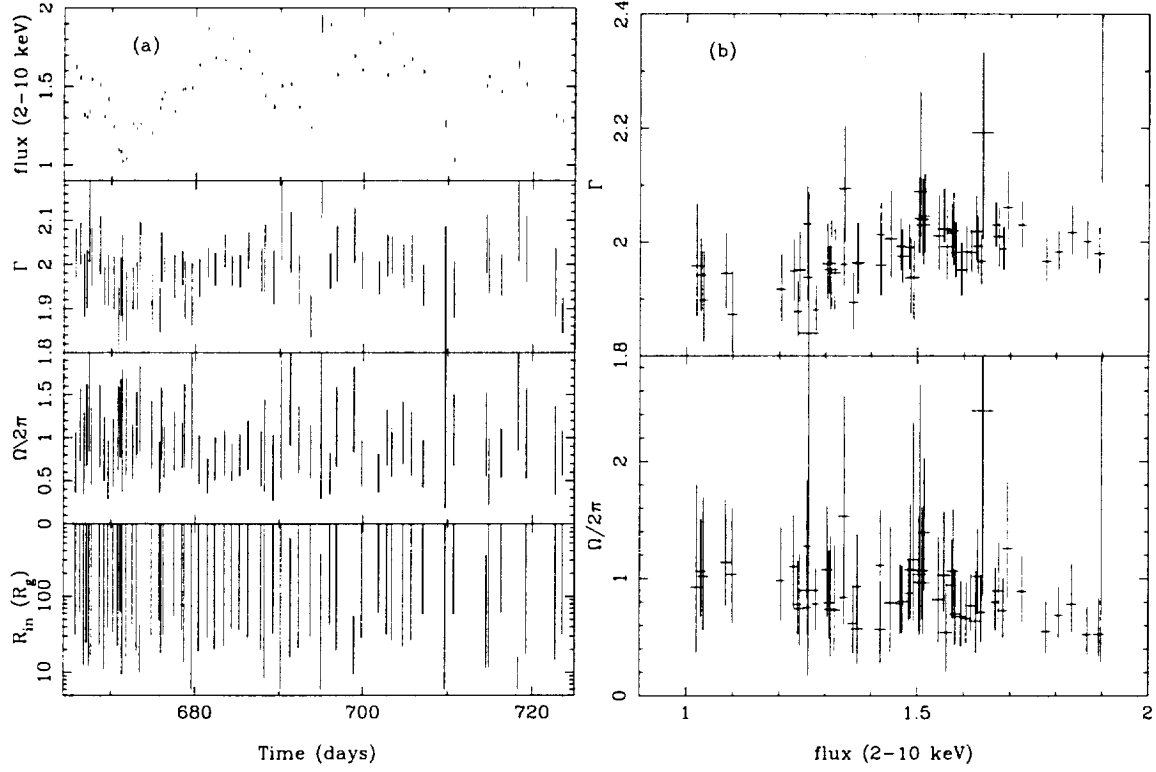 (a)
flux (2−10 keV)
2
1.5
1
Γ
2.1
2
1.9
1.8
Ω\2π
1.5
1
0.5
0
R_in (R_g)
100
10
680
700
720
Time (days)
(b)
Γ
2.4
2.2
2
1.8
Ω/2π
2
1
0
1
1.5
2
flux (2−10 keV)